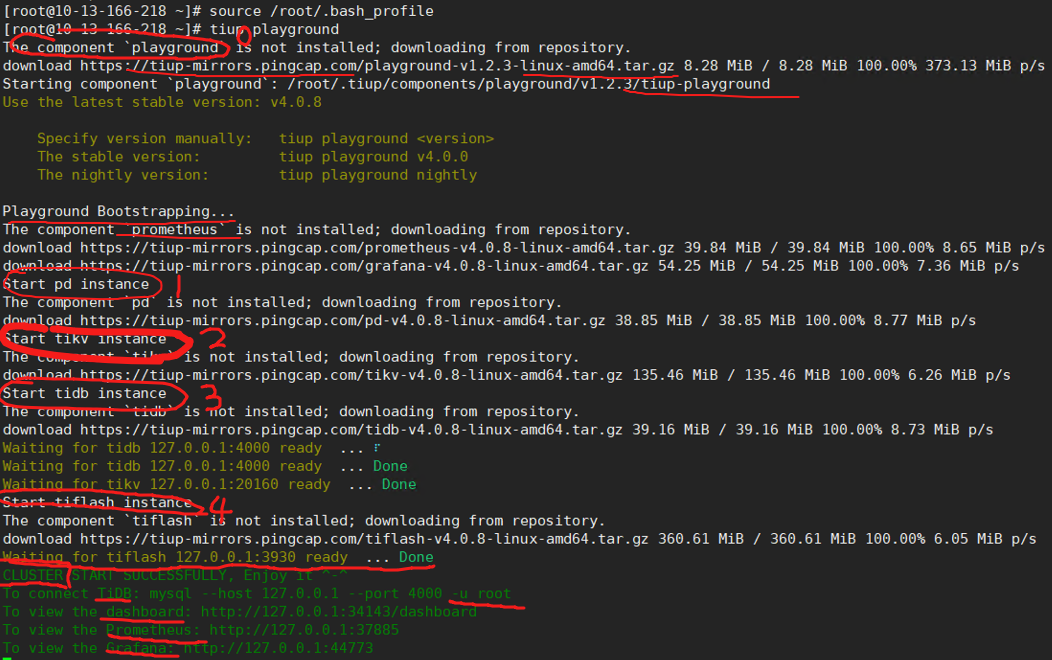 [root@10-13-166-218 ~]# source /root/.bash_profile
[root@10-13-166-218 ~]# tiup playground
0
The component `playground` is not installed; downloading from repository.
download https://tiup-mirrors.pingcap.com/playground-v1.2.3-linux-amd64.tar.gz 8.28 MiB / 8.28 MiB 100.00% 373.13 MiB p/s
Starting component `playground`: /root/.tiup/components/playground/v1.2.3/tiup-playground
Use the latest stable version: v4.0.8
Specify version manually: tiup playground <version>
The stable version: tiup playground v4.0.0
The nightly version: tiup playground nightly
Playground Bootstrapping...
The component `prometheus` is not installed; downloading from repository.
download https://tiup-mirrors.pingcap.com/prometheus-v4.0.8-linux-amd64.tar.gz 39.84 MiB / 39.84 MiB 100.00% 8.65 MiB p/s
download https://tiup-mirrors.pingcap.com/grafana-v4.0.8-linux-amd64.tar.gz 54.25 MiB / 54.25 MiB 100.00% 7.36 MiB p/s
Start pd instance 1
The component `pd` is not installed; downloading from repository.
download https://tiup-mirrors.pingcap.com/pd-v4.0.8-linux-amd64.tar.gz 38.85 MiB / 38.85 MiB 100.00% 8.77 MiB p/s
Start tikv instance 2
The component `tikv` is not installed; downloading from repository.
download https://tiup-mirrors.pingcap.com/tikv-v4.0.8-linux-amd64.tar.gz 135.46 MiB / 135.46 MiB 100.00% 6.26 MiB p/s
Start tidb instance 3
The component `tidb` is not installed; downloading from repository.
download https://tiup-mirrors.pingcap.com/tidb-v4.0.8-linux-amd64.tar.gz 39.16 MiB / 39.16 MiB 100.00% 8.73 MiB p/s
Waiting for tidb 127.0.0.1:4000 ready ...
Waiting for tidb 127.0.0.1:4000 ready ... Done
Waiting for tikv 127.0.0.1:20160 ready ... Done
Start tiflash instance 4
The component `tiflash` is not installed; downloading from repository.
download https://tiup-mirrors.pingcap.com/tiflash-v4.0.8-linux-amd64.tar.gz 360.61 MiB / 360.61 MiB 100.00% 6.05 MiB p/s
Waiting for tiflash 127.0.0.1:3930 ready ... Done
CLUSTER START SUCCESSFULLY, Enjoy it ^-^
To connect TiDB: mysql --host 127.0.0.1 --port 4000 -u root
To view the dashboard: http://127.0.0.1:34143/dashboard
To view the Prometheus: http://127.0.0.1:37885
To view the Grafana: http://127.0.0.1:44773